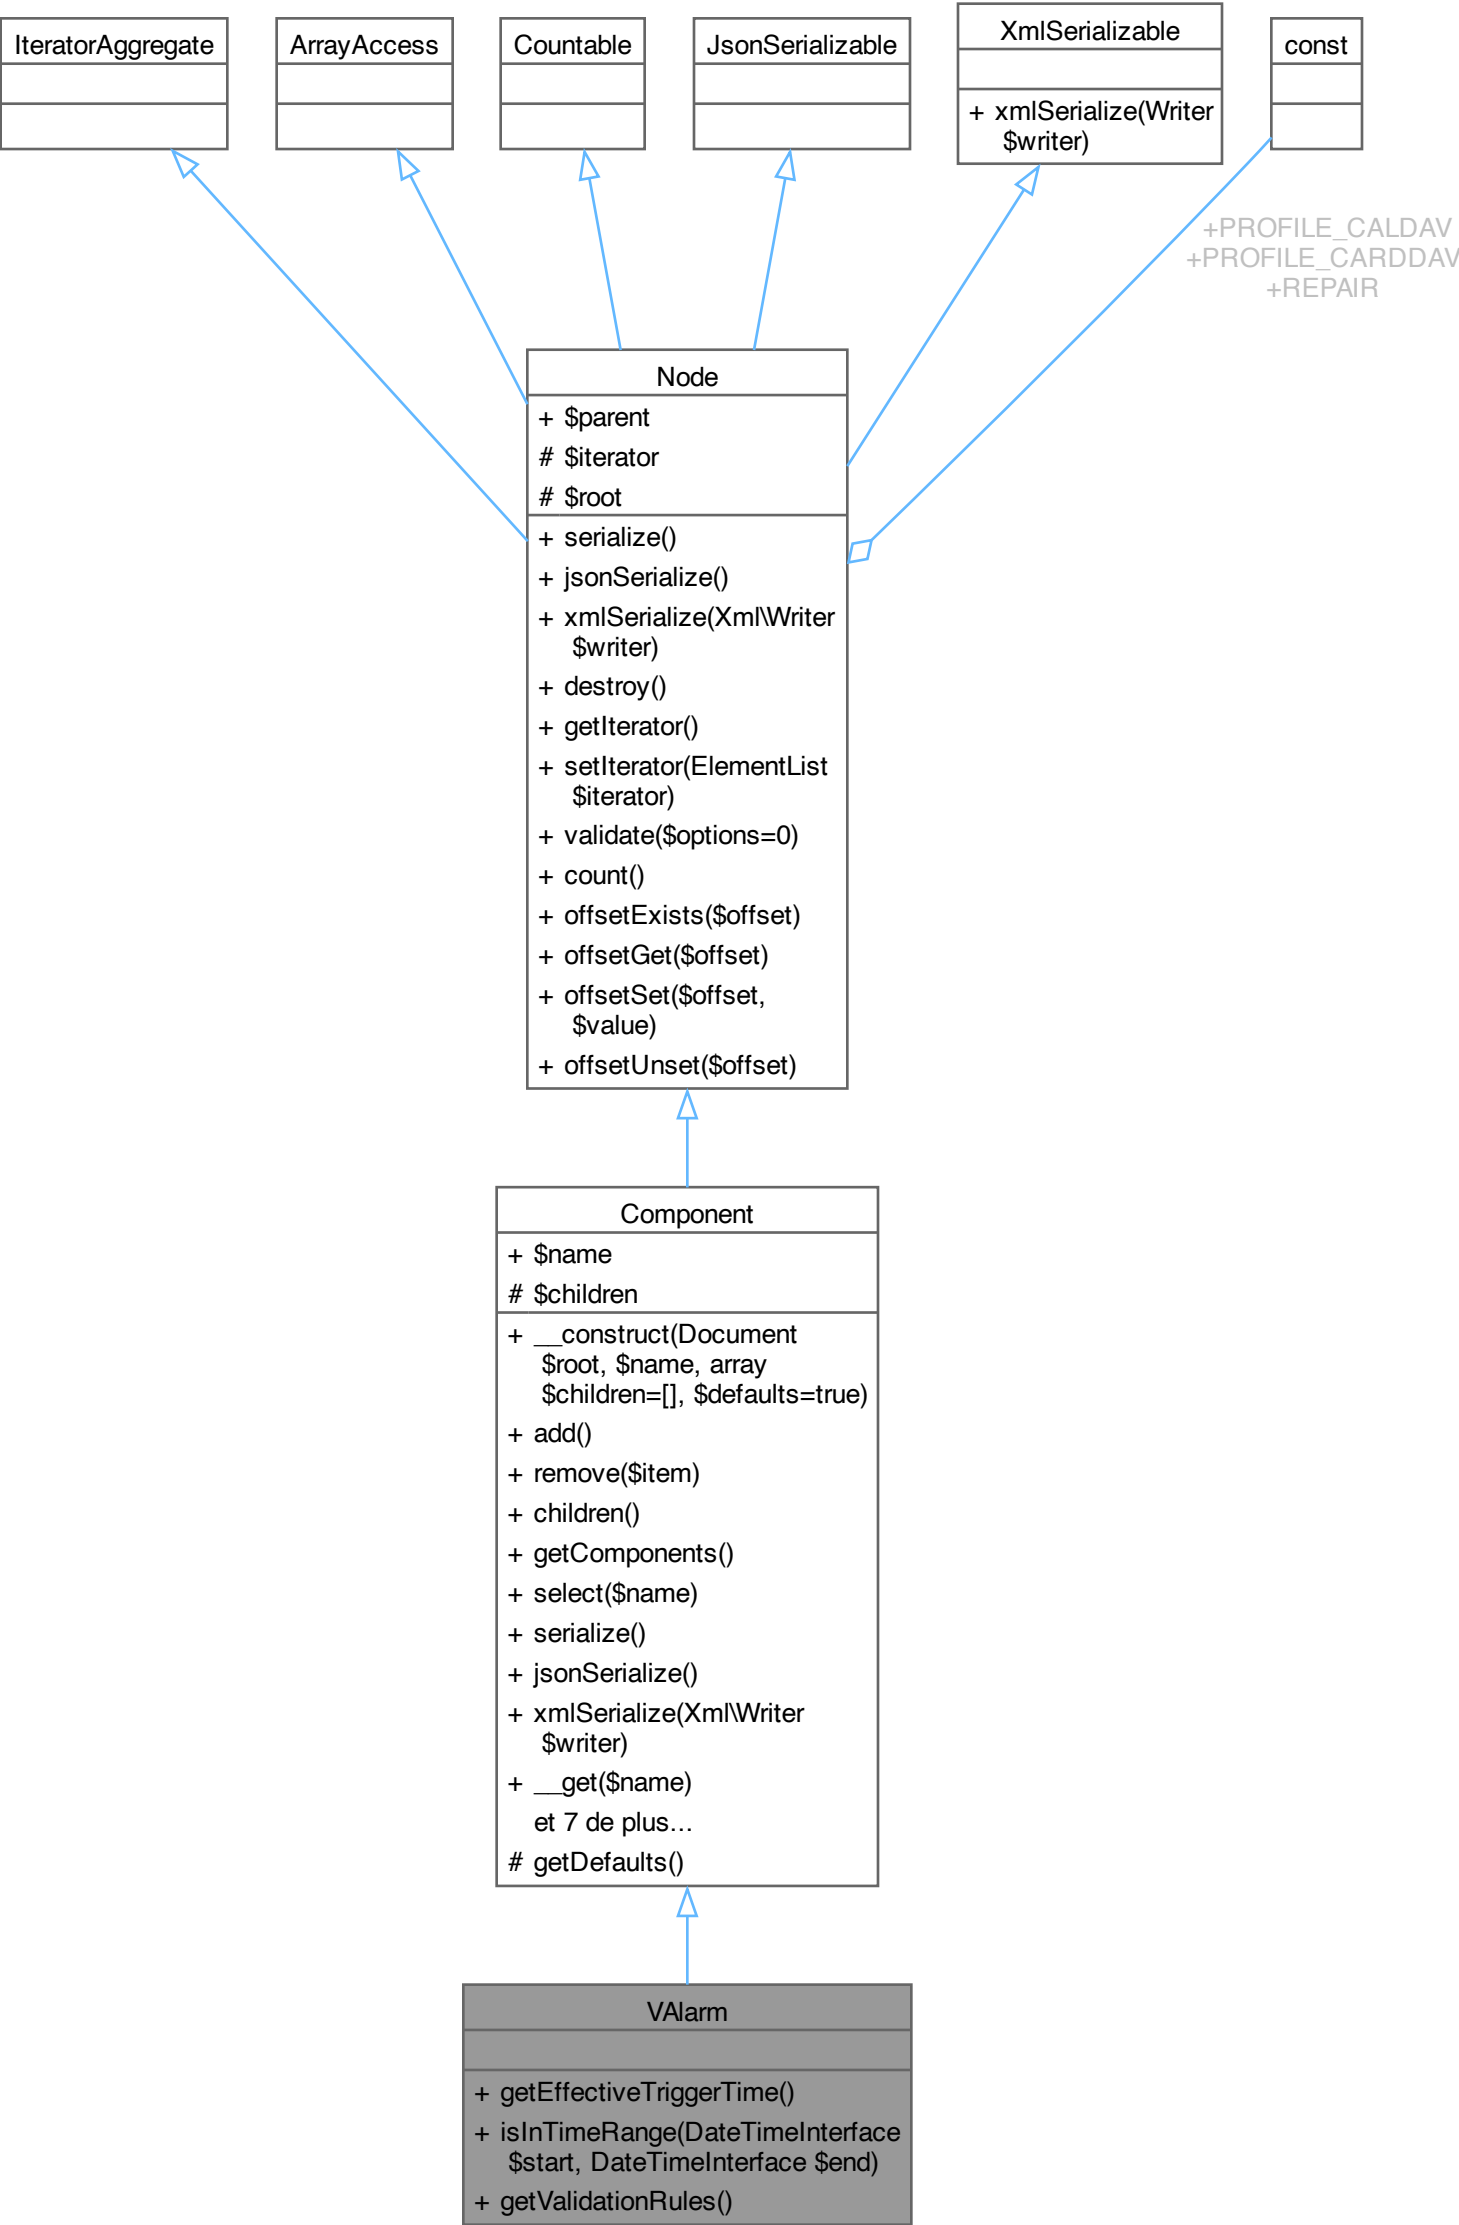 IteratorAggregate
ArrayAccess
Countable
JsonSerializable
XmlSerializable
+ xmlSerialize(Writer
$writer)
const
+PROFILE_CALDAV
+PROFILE_CARDDAV
+REPAIR
Node
+ $parent
# $iterator
# $root
+ serialize()
+ jsonSerialize()
+ xmlSerialize(Xml\Writer
$writer)
+ destroy()
+ getIterator()
+ setIterator(ElementList
$iterator)
+ validate($options=0)
+ count()
+ offsetExists($offset)
+ offsetGet($offset)
+ offsetSet($offset,
$value)
+ offsetUnset($offset)
Component
+ $name
# $children
+ __construct(Document
$root, $name, array
$children=[], $defaults=true)
+ add()
+ remove($item)
+ children()
+ getComponents()
+ select($name)
+ serialize()
+ jsonSerialize()
+ xmlSerialize(Xml\Writer
$writer)
+ __get($name)
et 7 de plus...
# getDefaults()
VAlarm
+ getEffectiveTriggerTime()
+ isInTimeRange(DateTimeInterface
$start, DateTimeInterface $end)
+ getValidationRules()